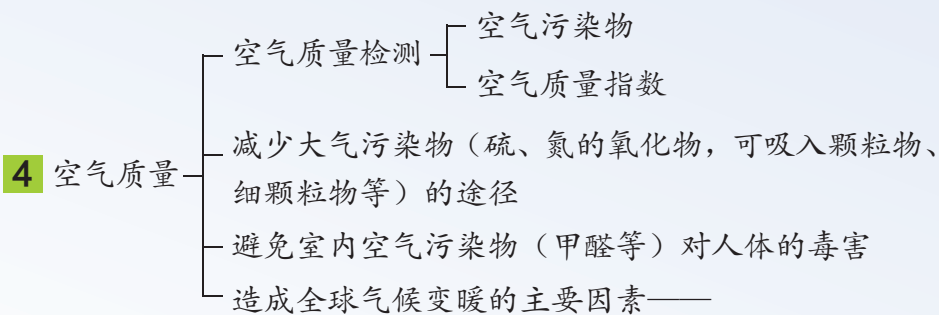 空气污染物
空气质量检测
空气质量指数
减少大气污染物（硫、氮的氧化物，可吸入颗粒物、
4 空气质量
细颗粒物等）的途径
避免室内空气污染物（甲醛等）对人体的毒害
造成全球气候变暖的主要因素——